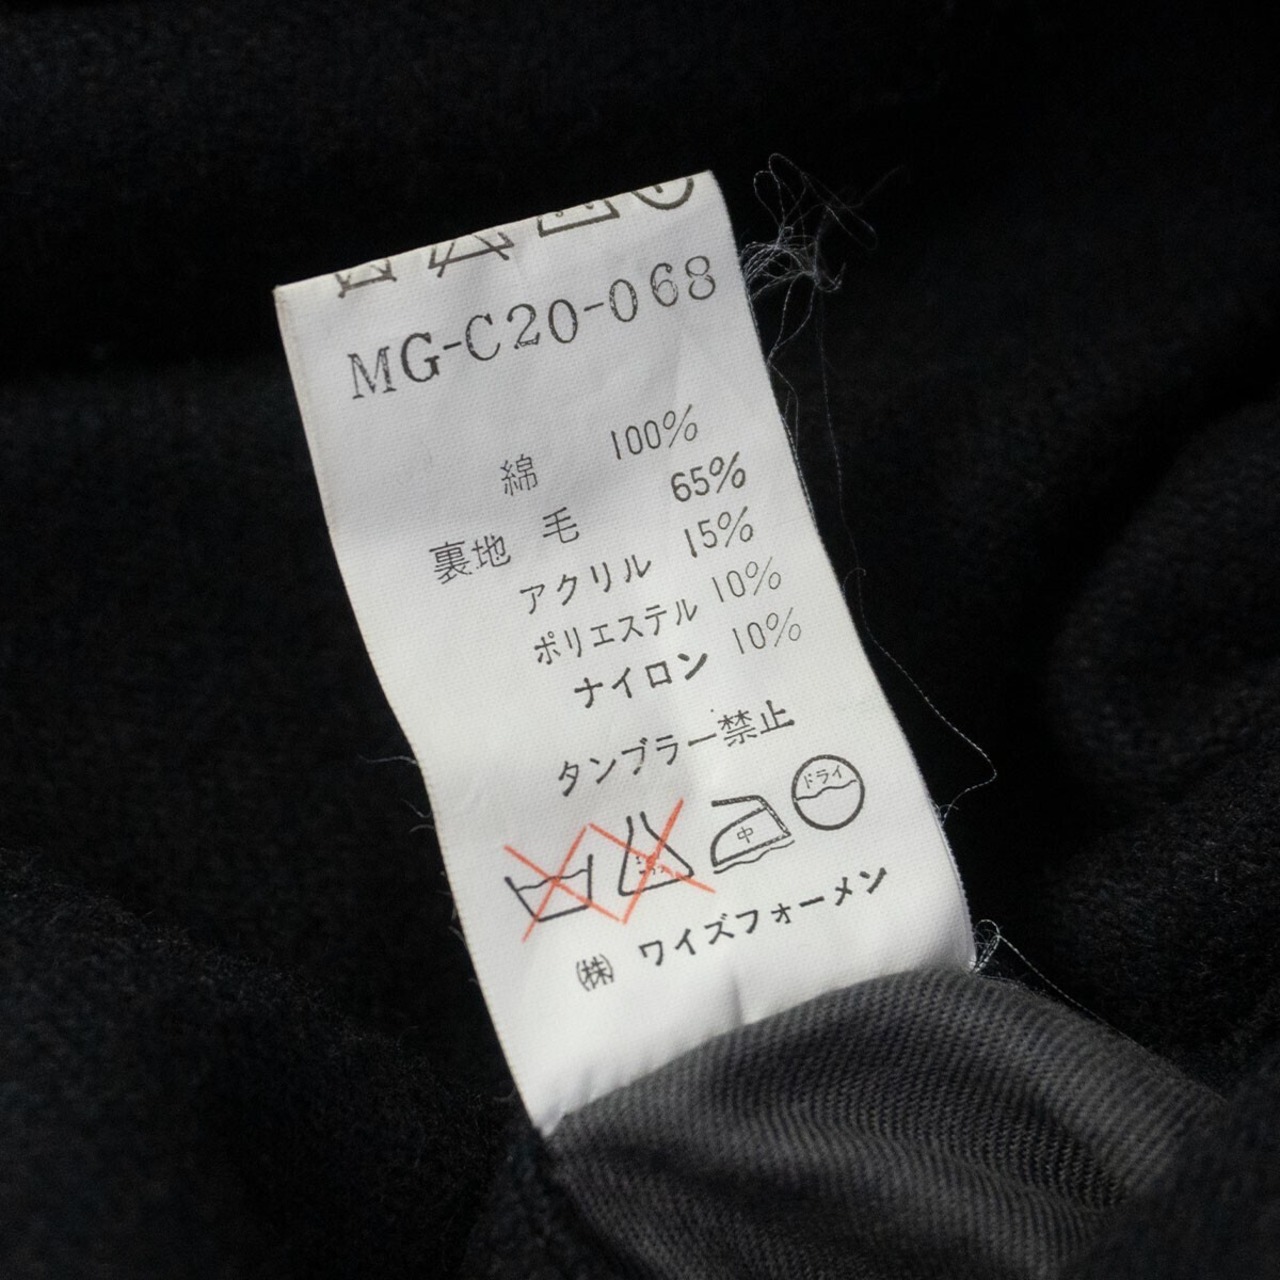 MG-C20-068
綿 100%
裏地 毛 65%
アクリル 15%
ポリエステル 10%
ナイロン 10%
タンブラー禁止
中 ドライ
㈱ ワイズフォーメン